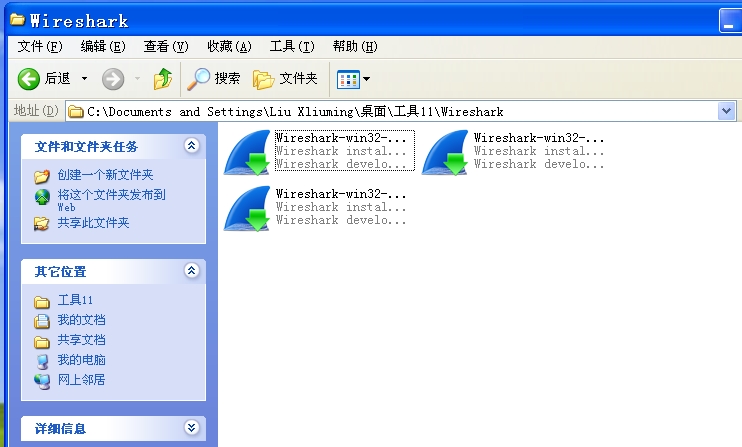 Wireshark
文件(F) 编辑(E) 查看(V) 收藏(A) 工具(T) 帮助(H)
后退 搜索 文件夹
地址(D) C:\Documents and Settings\Liu Xliuming\桌面\工具11\Wireshark
文件和文件夹任务
创建一个新文件夹
将这个文件夹发布到
Web
共享此文件夹
其它位置
工具11
我的文档
共享文档
我的电脑
网上邻居
详细信息
Wireshark-win32-...
Wireshark instal...
Wireshark develo...
Wireshark-win32-...
Wireshark instal...
Wireshark develo...
Wireshark-win32-...
Wireshark instal...
Wireshark develo...